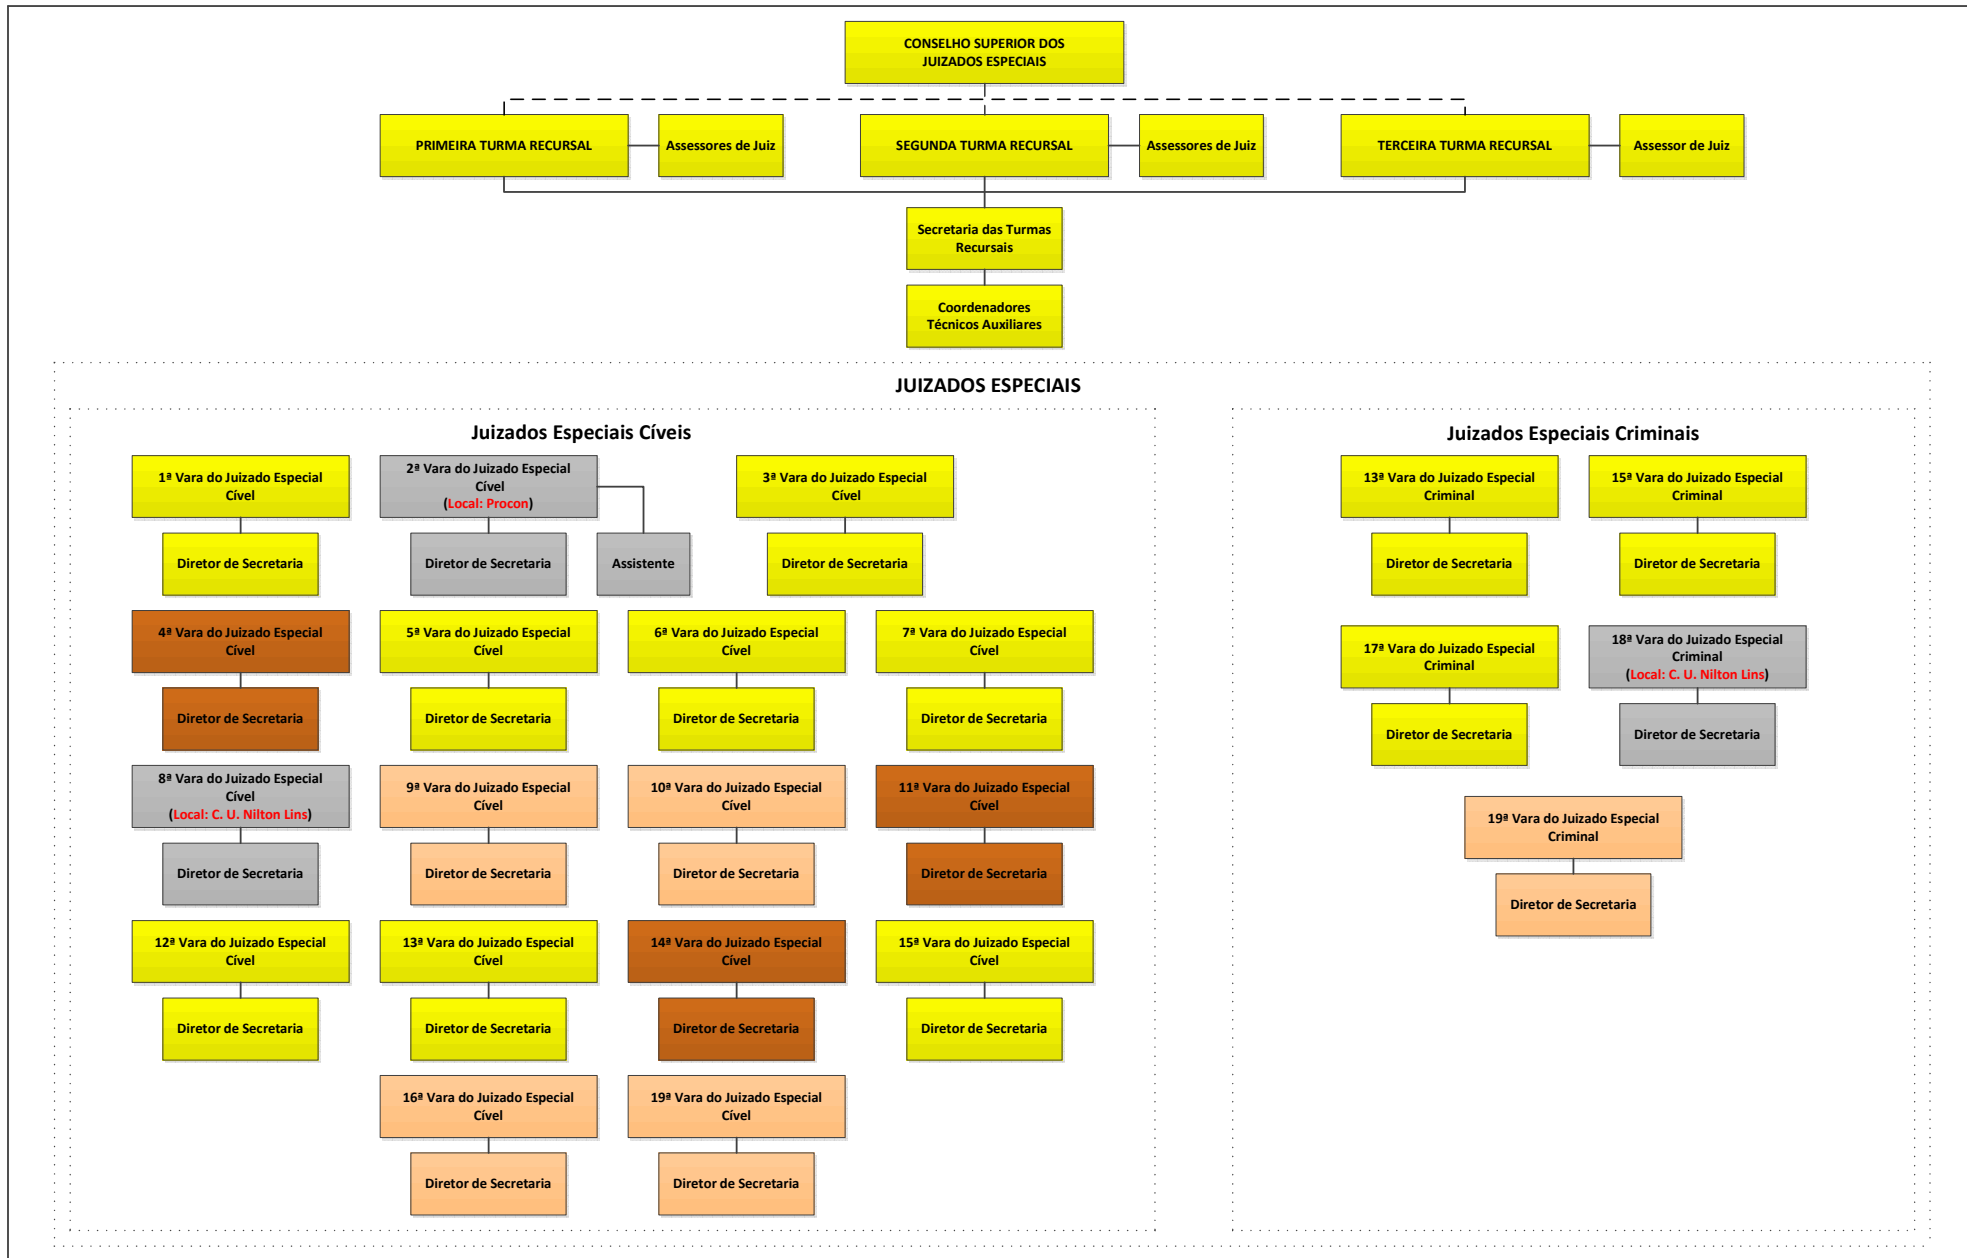 CONSELHO SUPERIOR DOS
JUIZADOS ESPECIAIS
PRIMEIRA TURMA RECURSAL
Assessores de Juiz
SEGUNDA TURMA RECURSAL
Assessores de Juiz
TERCEIRA TURMA RECURSAL
Assessor de Juiz
Secretaria das Turmas
Recursais
Coordenadores
Técnicos Auxiliares
JUIZADOS ESPECIAIS
Juizados Especiais Cíveis
1ª Vara do Juizado Especial
Cível
Diretor de Secretaria
2ª Vara do Juizado Especial
Cível
(Local: Procon)
Diretor de Secretaria
Assistente
3ª Vara do Juizado Especial
Cível
Diretor de Secretaria
4ª Vara do Juizado Especial
Cível
Diretor de Secretaria
5ª Vara do Juizado Especial
Cível
Diretor de Secretaria
6ª Vara do Juizado Especial
Cível
Diretor de Secretaria
7ª Vara do Juizado Especial
Cível
Diretor de Secretaria
8ª Vara do Juizado Especial
Cível
(Local: C. U. Nilton Lins)
Diretor de Secretaria
9ª Vara do Juizado Especial
Cível
Diretor de Secretaria
10ª Vara do Juizado Especial
Cível
Diretor de Secretaria
11ª Vara do Juizado Especial
Cível
Diretor de Secretaria
12ª Vara do Juizado Especial
Cível
Diretor de Secretaria
13ª Vara do Juizado Especial
Cível
Diretor de Secretaria
14ª Vara do Juizado Especial
Cível
Diretor de Secretaria
15ª Vara do Juizado Especial
Cível
Diretor de Secretaria
16ª Vara do Juizado Especial
Cível
Diretor de Secretaria
19ª Vara do Juizado Especial
Cível
Diretor de Secretaria
Juizados Especiais Criminais
13ª Vara do Juizado Especial
Criminal
Diretor de Secretaria
15ª Vara do Juizado Especial
Criminal
Diretor de Secretaria
17ª Vara do Juizado Especial
Criminal
Diretor de Secretaria
18ª Vara do Juizado Especial
Criminal
(Local: C. U. Nilton Lins)
Diretor de Secretaria
19ª Vara do Juizado Especial
Criminal
Diretor de Secretaria